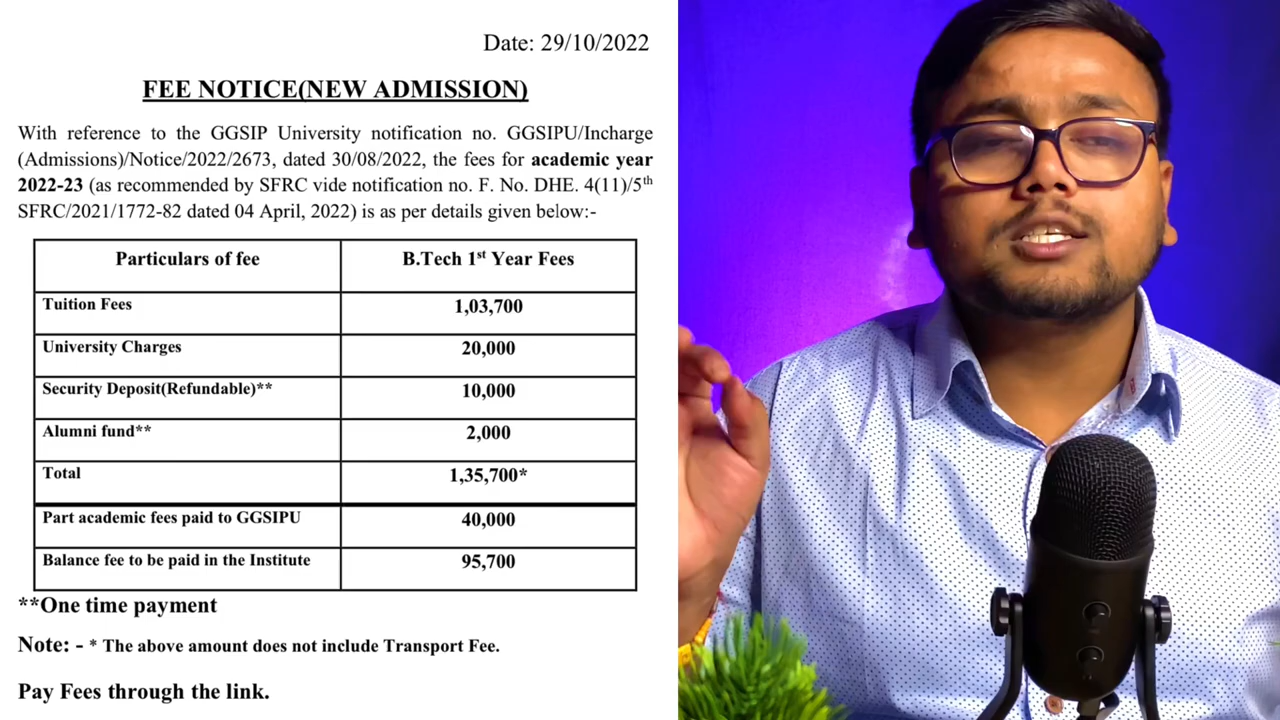 Date: 29/10/2022
FEE NOTICE(NEW ADMISSION)
With reference to the GGSIP University notification no. GGSIPU/Incharge
(Admissions)/Notice/2022/2673, dated 30/08/2022, the fees for academic year
2022-23 (as recommended by SFRC vide notification no. F. No. DHE. 4(11)/5th
SFRC/2021/1772-82 dated 04 April, 2022) is as per details given below:-
Particulars of fee B.Tech 1st Year Fees
Tuition Fees 1,03,700
University Charges 20,000
Security Deposit(Refundable)** 10,000
Alumni fund** 2,000
Total 1,35,700*
Part academic fees paid to GGSIPU 40,000
Balance fee to be paid in the Institute 95,700
**One time payment
Note: - * The above amount does not include Transport Fee.
Pay Fees through the link.